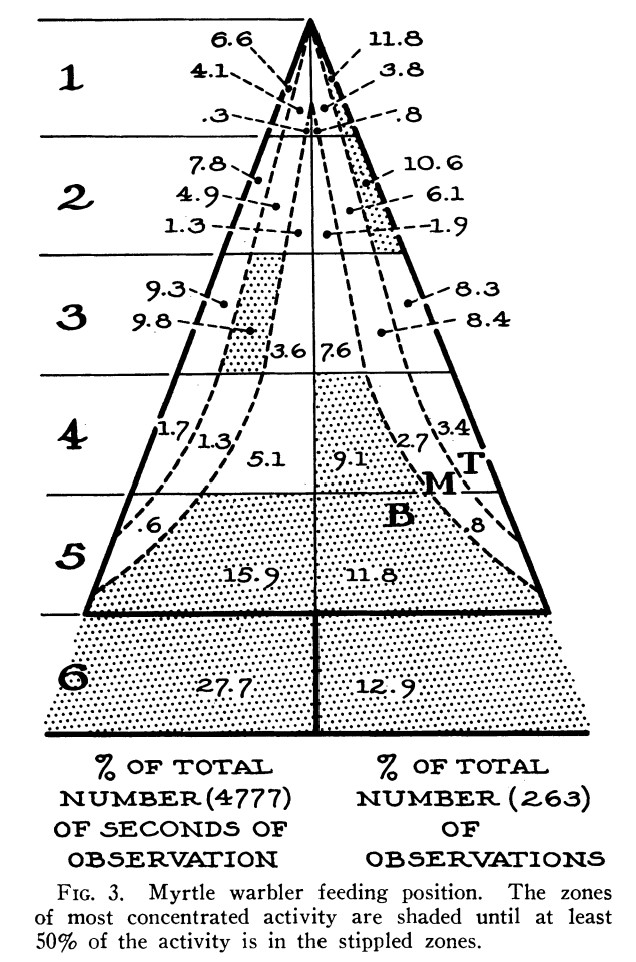 6.6 11.8
1 4.1 3.8
.3 .8
7.8 10.6
2 4.9 6.1
1.3 1.9
9.3 8.3
3 9.8 8.4
3.6 7.6
4 1.7 1.3 5.1 9.1 2.7 3.4
T
M
B
5 .6 .8
15.9 11.8
6 27.7 12.9
% OF TOTAL
NUMBER (4777)
OF SECONDS OF
OBSERVATION
% OF TOTAL
NUMBER (263)
OF
OBSERVATIONS
FIG. 3. Myrtle warbler feeding position. The zones
of most concentrated activity are shaded until at least
50% of the activity is in the stippled zones.